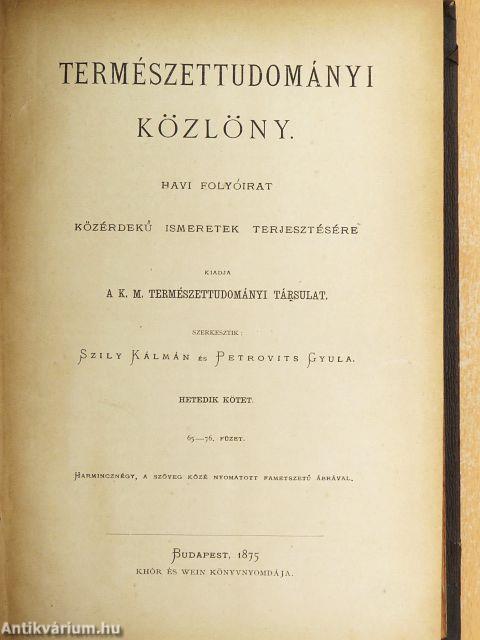 TERMÉSZETTUDOMÁNYI
KÖZLÖNY.
HAVI FOLYÓIRAT
KÖZÉRDEKŰ ISMERETEK TERJESZTÉSÉRE
KIADJA
A K. M. TERMÉSZETTUDOMÁNYI TÁRSULAT.
SZERKESZTIK:
SZILY KÁLMÁN ÉS PETROVITS GYULA.
HETEDIK KÖTET.
65—76. FÜZET.
HARMINCZNÉGY, A SZÖVEG KÖZÉ NYOMATOTT FAMETSZETŰ ÁBRÁVAL.
BUDAPEST, 1875
KHÓR ÉS WEIN KÖNYVNYOMDÁJA.
Antikvárium.hu